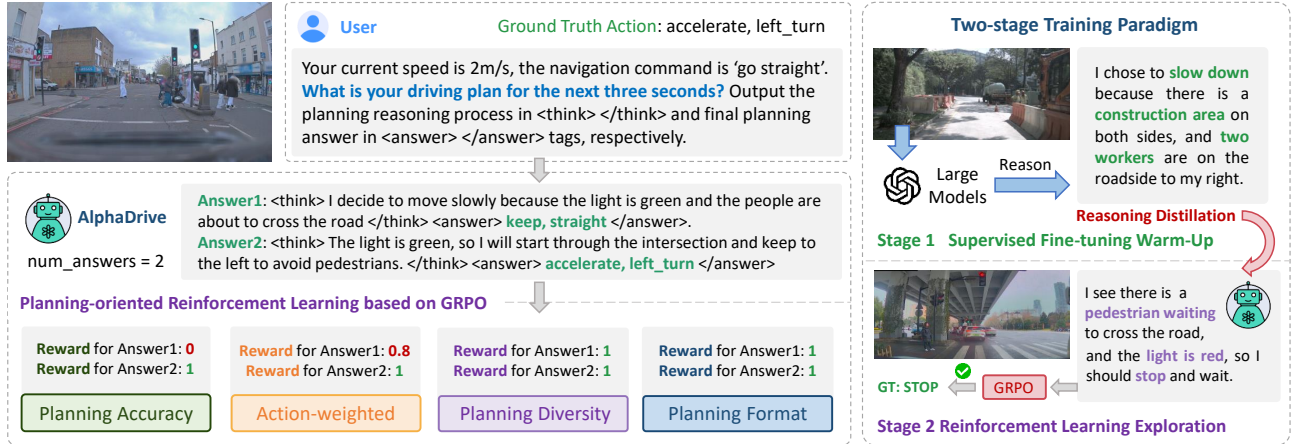 User
Ground Truth Action: accelerate, left_turn
Your current speed is 2m/s, the navigation command is ‘go straight’.
What is your driving plan for the next three seconds? Output the
planning reasoning process in <think> </think> and final planning
answer in <answer> </answer> tags, respectively.
AlphaDrive
num_answers = 2
Answer1: <think> I decide to move slowly because the light is green and the people are
about to cross the road </think> <answer> keep, straight </answer>.
Answer2: <think> The light is green, so I will start through the intersection and keep to
the left to avoid pedestrians. </think> <answer> accelerate, left_turn </answer>
Planning-oriented Reinforcement Learning based on GRPO
Reward for Answer1: 0
Reward for Answer2: 1
Planning Accuracy
Reward for Answer1: 0.8
Reward for Answer2: 1
Action-weighted
Reward for Answer1: 1
Reward for Answer2: 1
Planning Diversity
Reward for Answer1: 1
Reward for Answer2: 1
Planning Format
Two-stage Training Paradigm
I chose to slow down
because there is a
construction area on
both sides, and two
workers are on the
roadside to my right.
Large
Models
Reason
Reasoning Distillation
Stage 1 Supervised Fine-tuning Warm-Up
I see there is a
pedestrian waiting
to cross the road,
and the light is red, so I
should stop and wait.
GT: STOP
GRPO
Stage 2 Reinforcement Learning Exploration